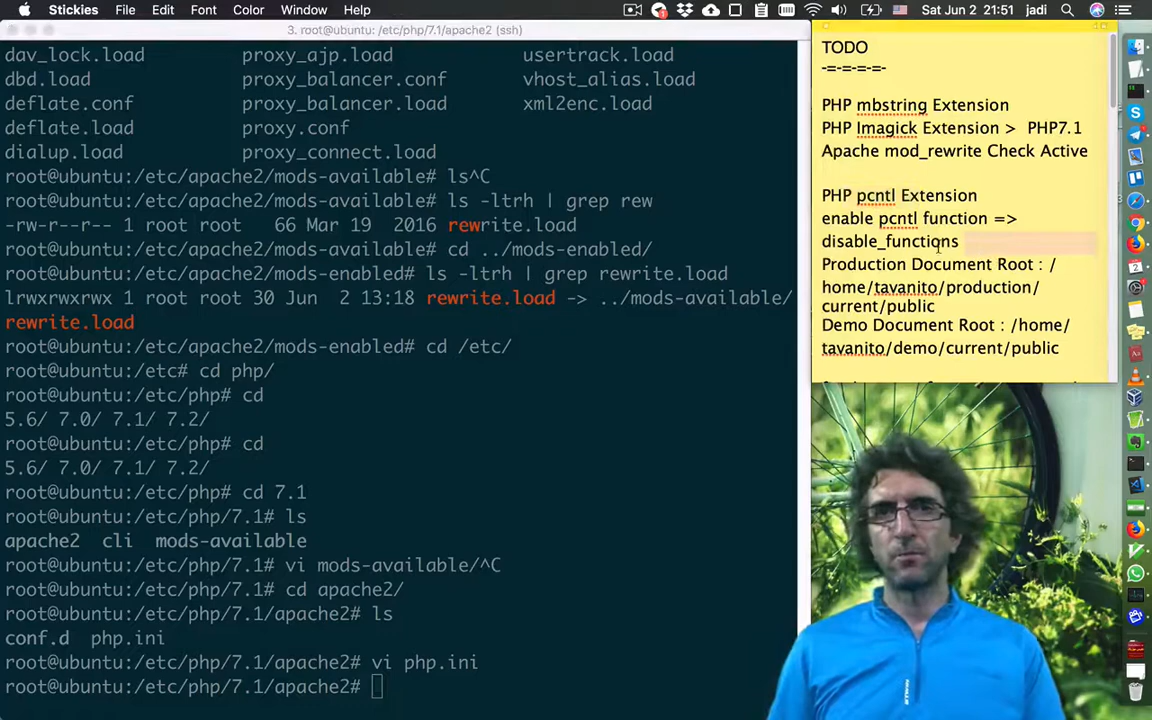 Stickies File Edit Font Color Window Help Sat Jun 2 21:51 jadi
3. root@ubuntu: /etc/php/7.1/apache2 (ssh)
dav_lock.load proxy_ajp.load usertrack.load
dbd.load proxy_balancer.conf vhost_alias.load
deflate.conf proxy_balancer.load xml2enc.load
deflate.load proxy.conf
dialup.load proxy_connect.load
root@ubuntu:/etc/apache2/mods-available# ls^C
root@ubuntu:/etc/apache2/mods-available# ls -ltrh | grep rew
-rw-r--r-- 1 root root 66 Mar 19 2016 rewrite.load
root@ubuntu:/etc/apache2/mods-available# cd ../mods-enabled/
root@ubuntu:/etc/apache2/mods-enabled# ls -ltrh | grep rewrite.load
lrwxrwxrwx 1 root root 30 Jun 2 13:18 rewrite.load -> ../mods-available/
rewrite.load
root@ubuntu:/etc/apache2/mods-enabled# cd /etc/
root@ubuntu:/etc# cd php/
root@ubuntu:/etc/php# cd
5.6/ 7.0/ 7.1/ 7.2/
root@ubuntu:/etc/php# cd
5.6/ 7.0/ 7.1/ 7.2/
root@ubuntu:/etc/php# cd 7.1
root@ubuntu:/etc/php/7.1# ls
apache2 cli mods-available
root@ubuntu:/etc/php/7.1# vi mods-available/^C
root@ubuntu:/etc/php/7.1# cd apache2/
root@ubuntu:/etc/php/7.1/apache2# ls
conf.d php.ini
root@ubuntu:/etc/php/7.1/apache2# vi php.ini
root@ubuntu:/etc/php/7.1/apache2#
TODO
-=-=-=-=-
PHP mbstring Extension
PHP Imagick Extension > PHP7.1
Apache mod_rewrite Check Active
PHP pcntl Extension
enable pcntl function =>
disable_functions
Production Document Root : /
home/tavanito/production/
current/public
Demo Document Root : /home/
tavanito/demo/current/public